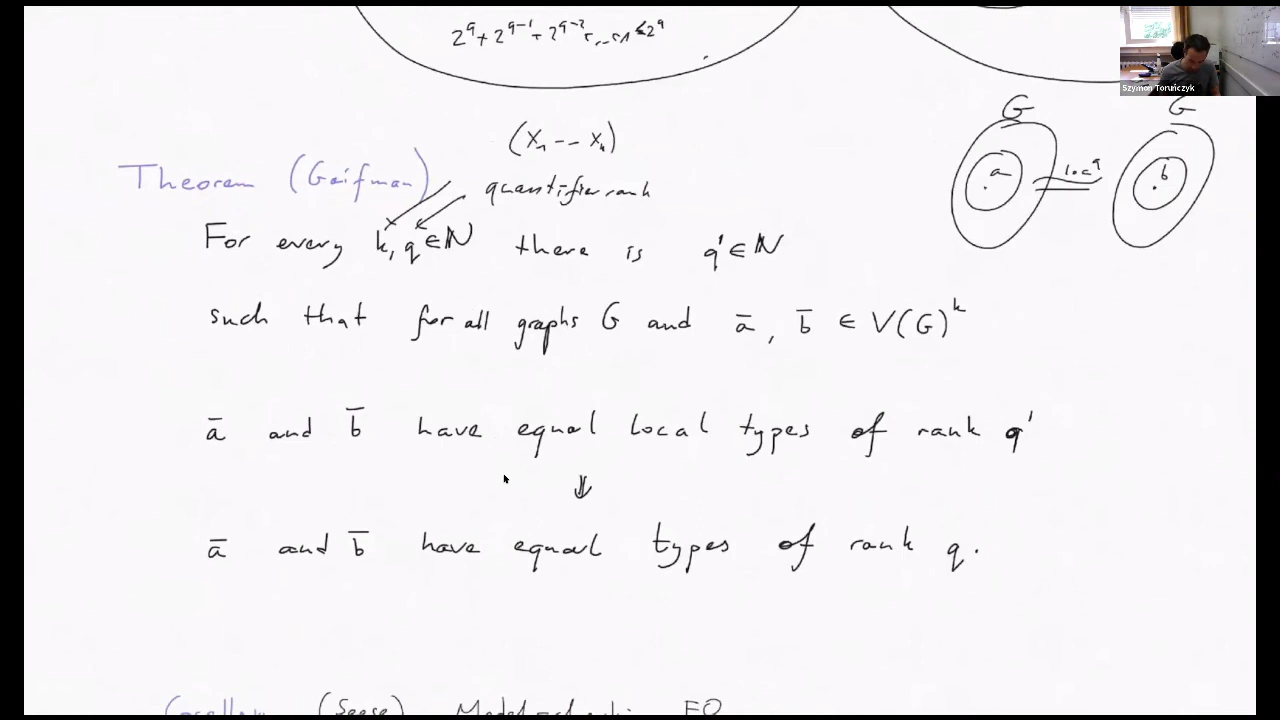 2^q + 2^{q-1} + 2^{q-2} + ... + 1 ≤ 2^q
Szymon Toruńczyk
G G
(x_1 -- x_k)
a loc^q b
Theorem (Gaifman) quantifier rank
For every k, q ∈ ℕ there is q' ∈ ℕ
such that for all graphs G and ā, b̄ ∈ V(G)^k
ā and b̄ have equal local types of rank q'
⇓
ā and b̄ have equal types of rank q.
(Seese) FO